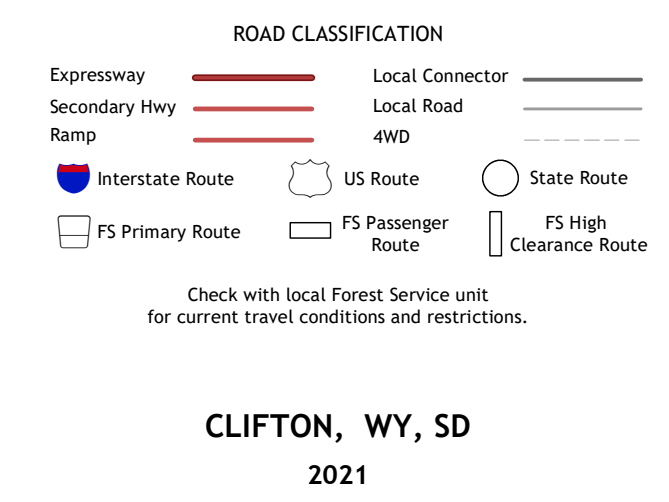 ROAD CLASSIFICATION
Expressway
Local Connector
Secondary Hwy
Local Road
Ramp
4WD
Interstate Route
US Route
State Route
FS Primary Route
FS Passenger
Route
FS High
Clearance Route
Check with local Forest Service unit
for current travel conditions and restrictions.
CLIFTON, WY, SD
2021